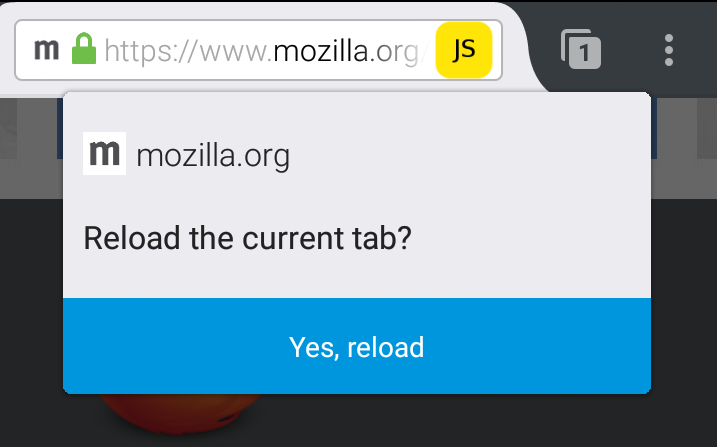 m https://www.mozilla.org/ JS 1
m mozilla.org
Reload the current tab?
Yes, reload